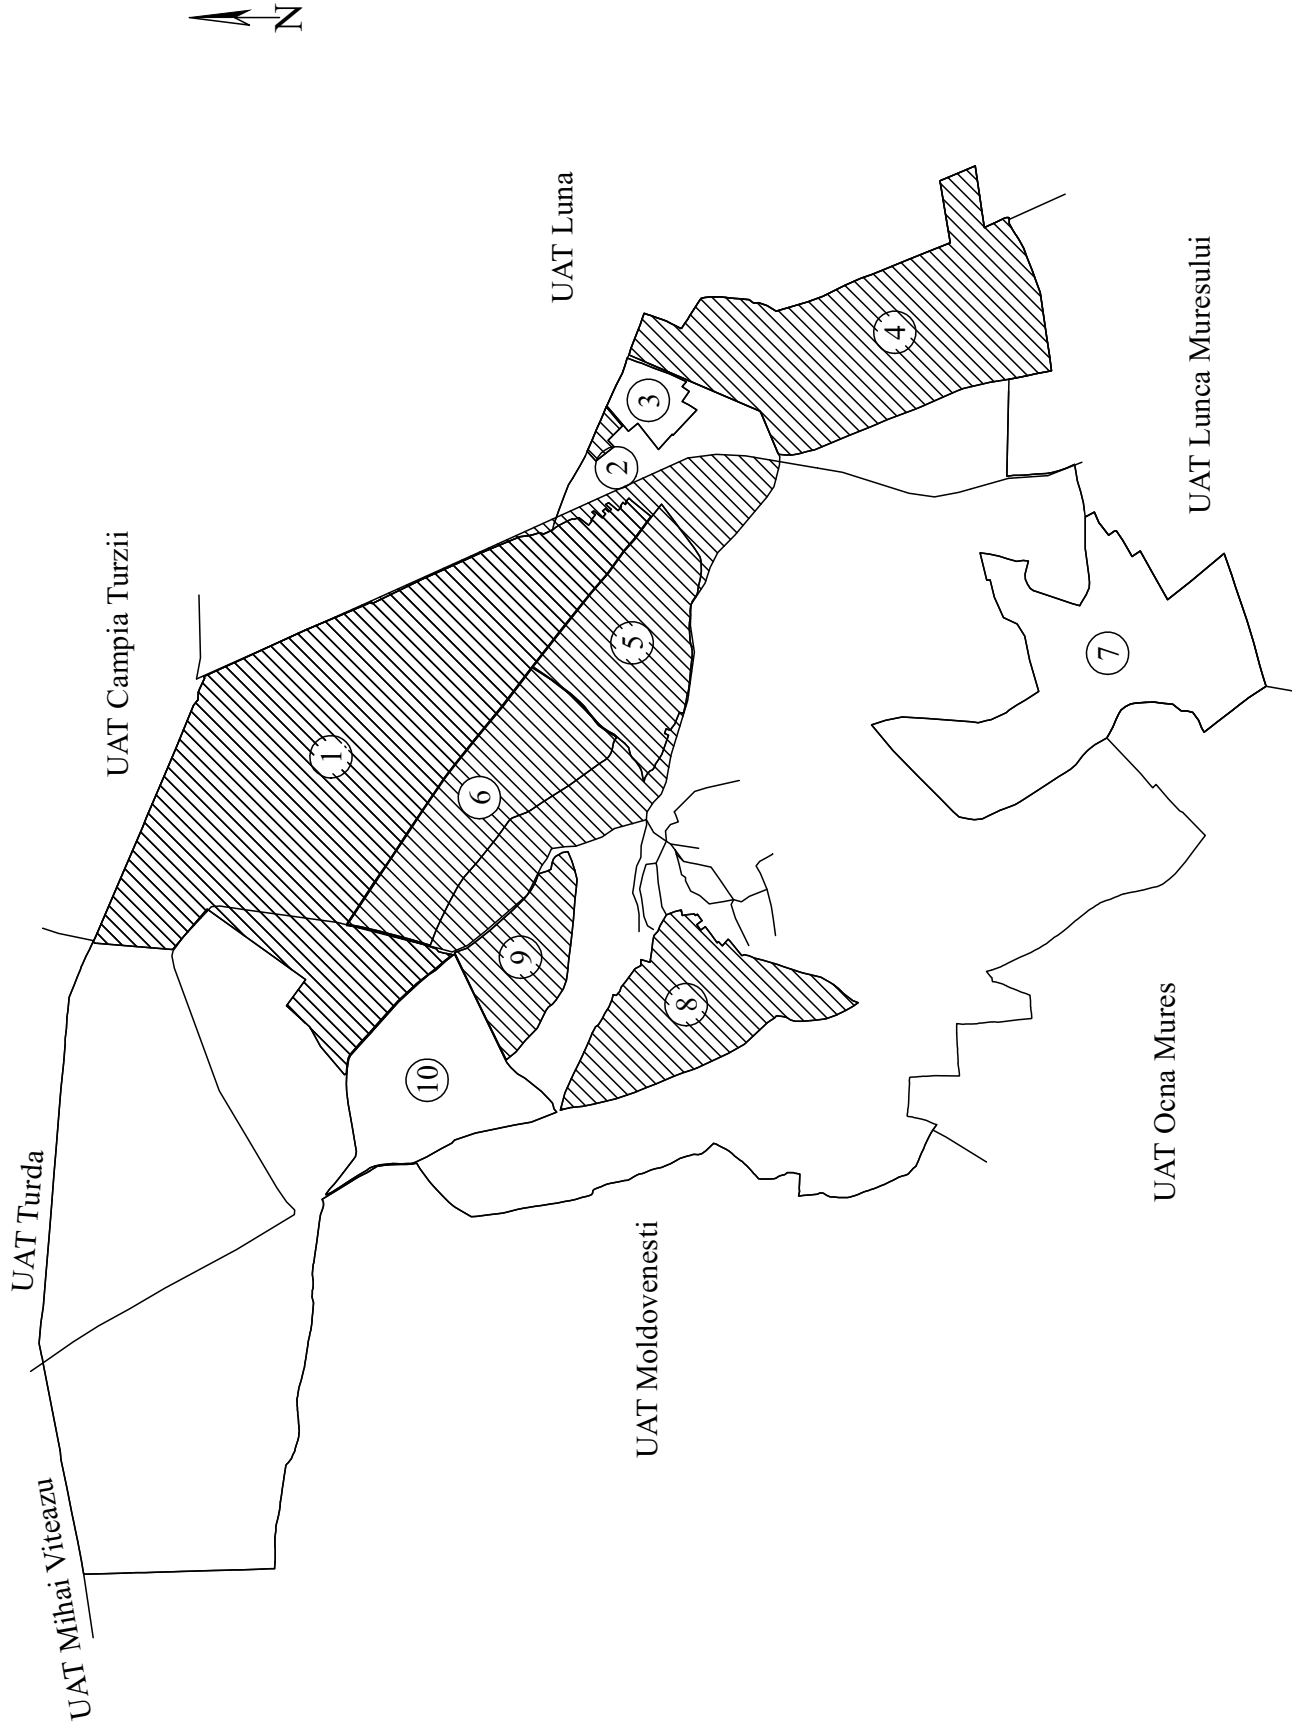 UAT Turda
UAT Mihai Viteazu
UAT Campia Turzii
N
1
10
6
9
UAT Luna
2
5
UAT Moldovenesti
3
8
4
7
UAT Ocna Mures
UAT Lunca Muresului